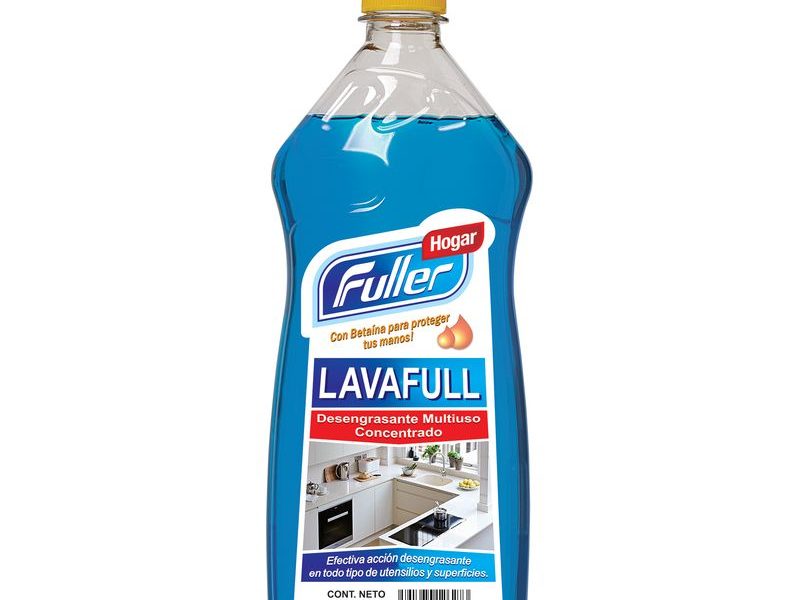 Hogar
Fuller
Con Betaína para proteger
tus manos!
LAVAFULL
Desengrasante Multiuso
Concentrado
Efectiva acción desengrasante
en todo tipo de utensilios y superficies.
CONT. NETO